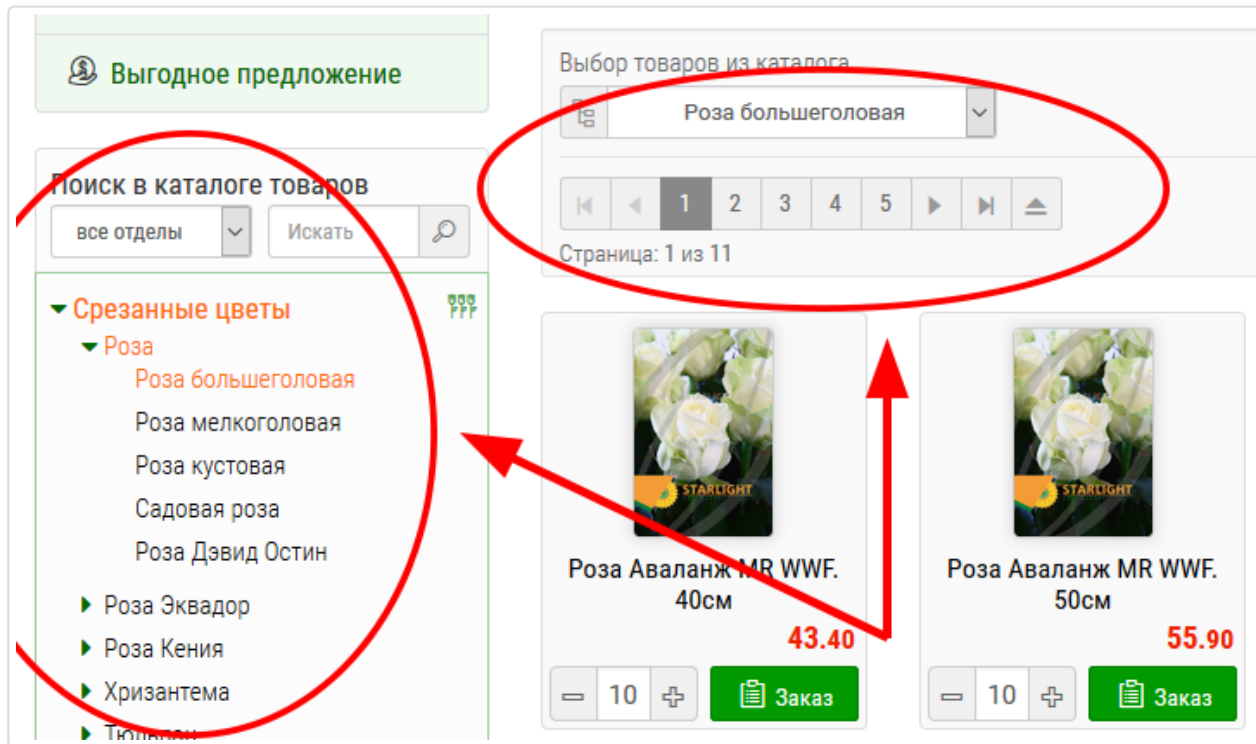 Выгодное предложение
Поиск в каталоге товаров
все отделы
Искать
Срезанные цветы
Роза
Роза большеголовая
Роза мелкоголовая
Роза кустовая
Садовая роза
Роза Дэвид Остин
Роза Эквадор
Роза Кения
Хризантема
Тюльпан
Выбор товаров из каталога
Роза большеголовая
1 2 3 4 5
Страница: 1 из 11
STARLIGHT
Роза Аваланж MR WWF.
40см
43.40
10
Заказ
STARLIGHT
Роза Аваланж MR WWF.
50см
55.90
10
Заказ